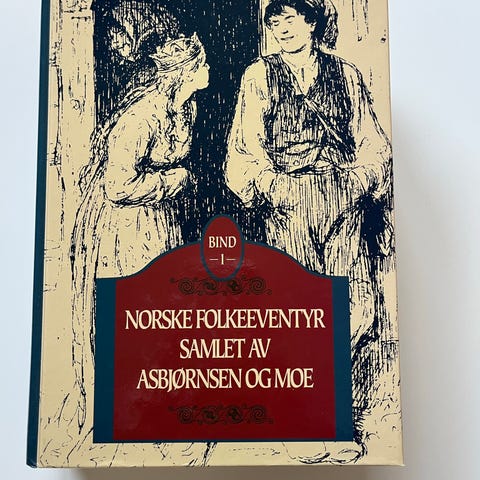 BIND
-I-
NORSKE FOLKEEVENTYR
SAMLET AV
ASBJØRNSEN OG MOE